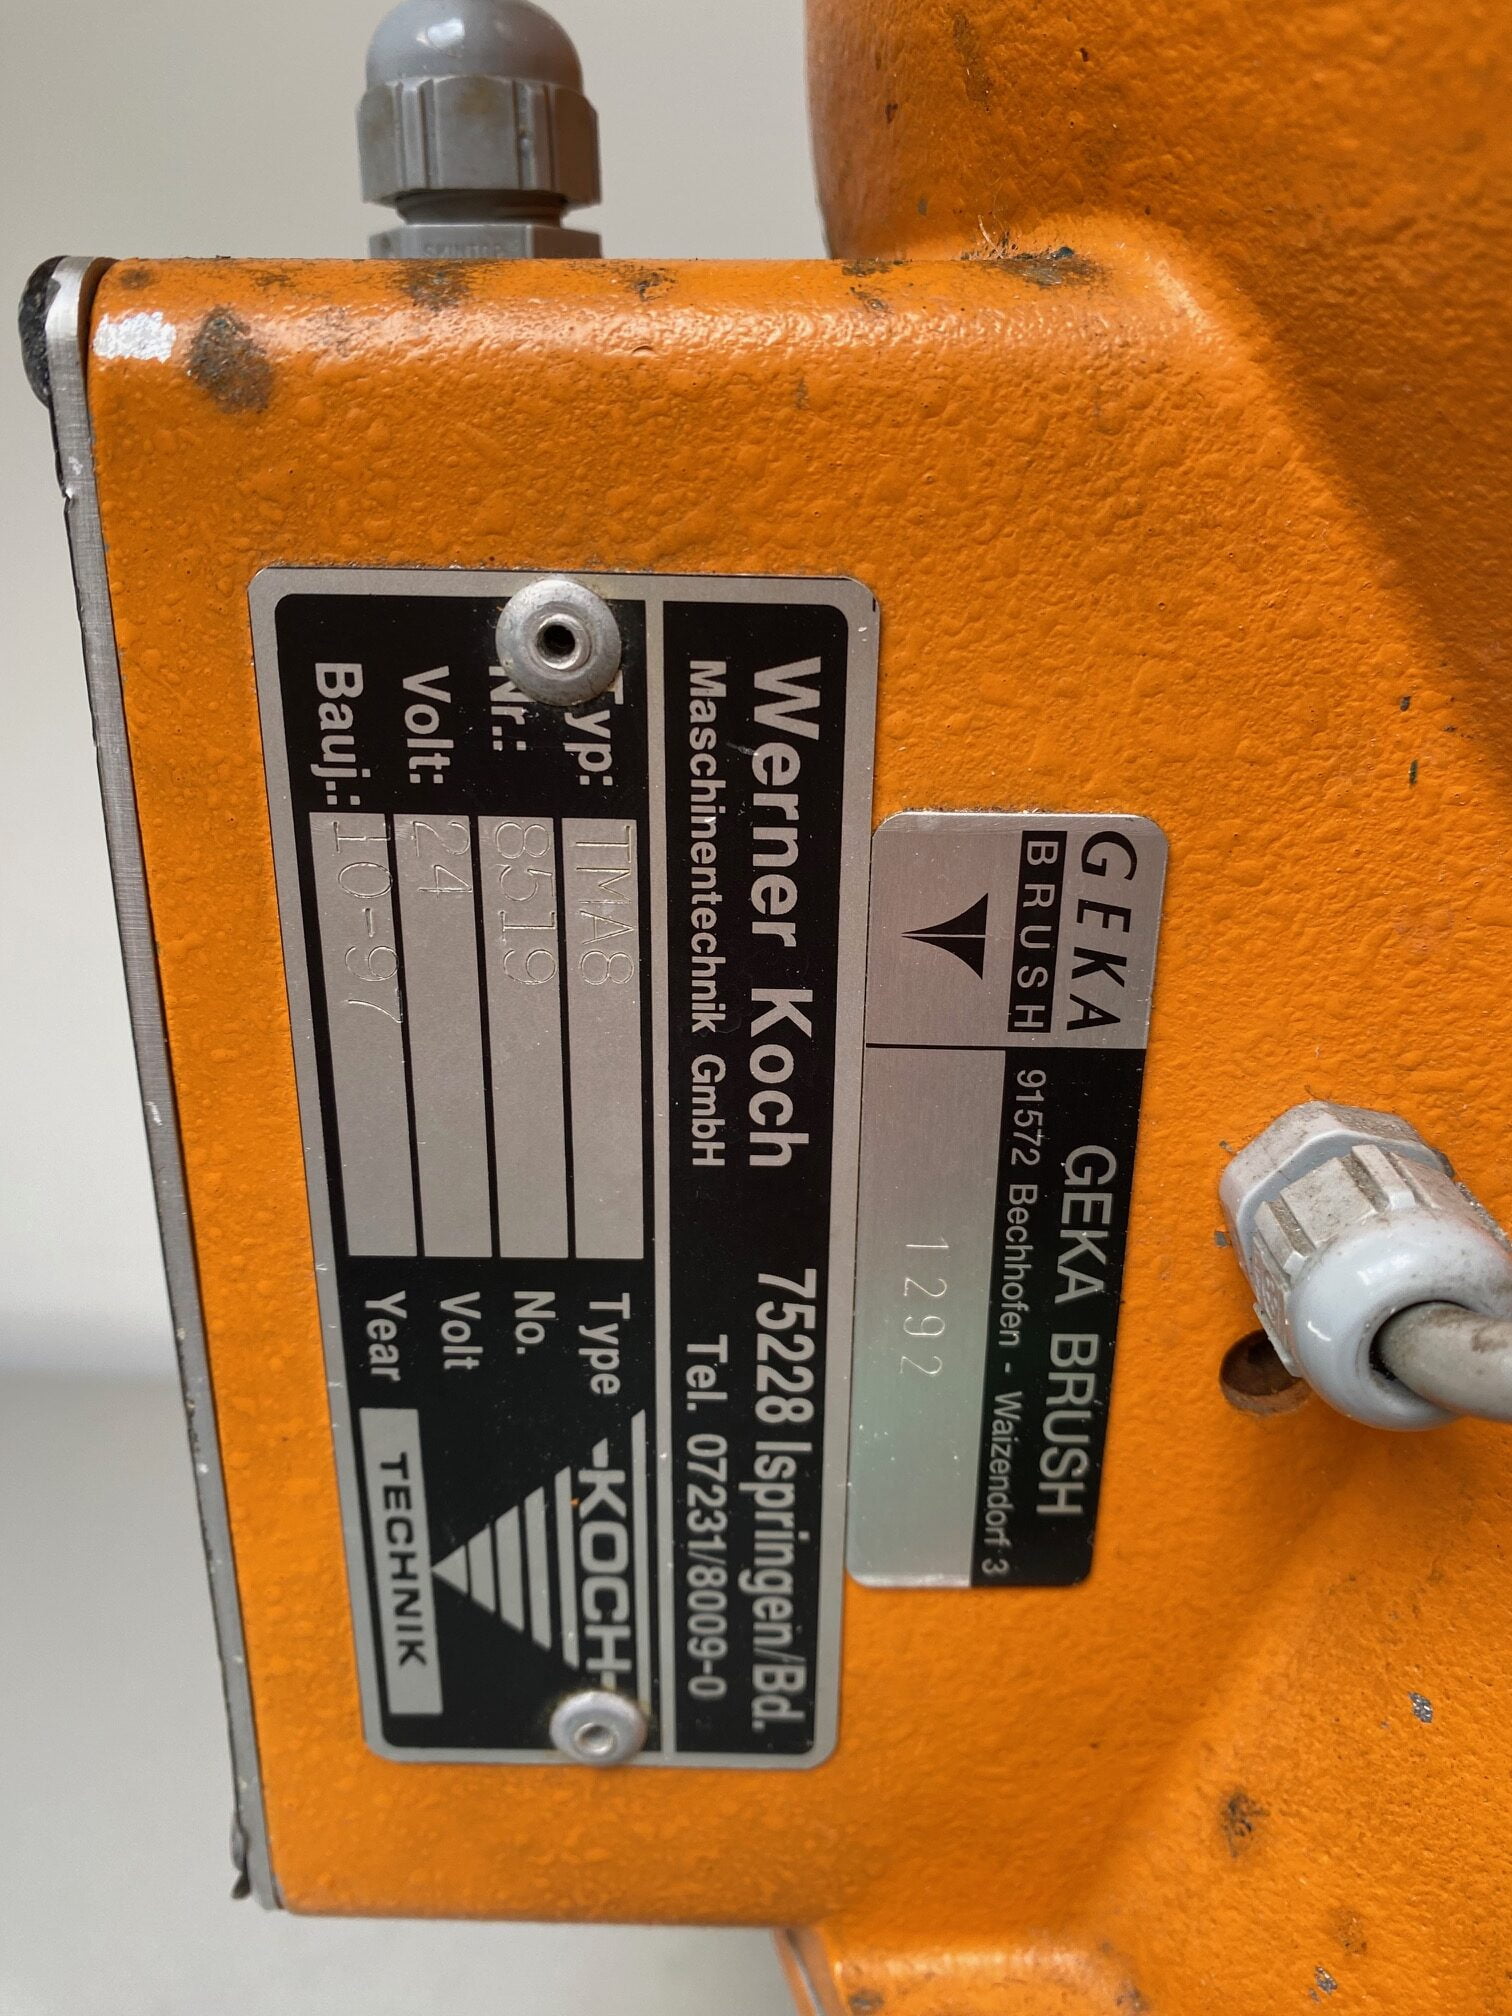 GEKA
BRUSH
GEKA BRUSH
91572 Bechhofen - Waizendorf 3
1292
Werner Koch 75228 Ispringen/Bd.
Maschinentechnik GmbH Tel. 07231/8009-0
Typ: TMA8 Type
Nr.: 8519 No.
Volt: 24 Volt
Bauj.: 10-97 Year
KOCH
TECHNIK